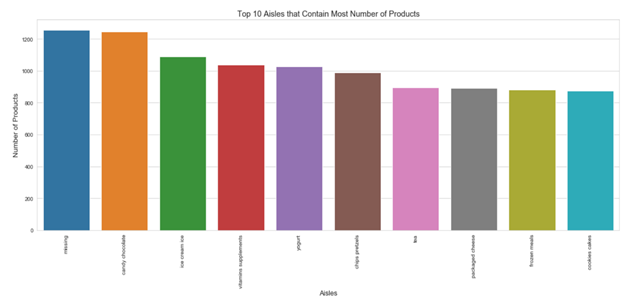 Top 10 Aisles that Contain Most Number of Products
Number of Products
1200
1000
800
600
400
200
0
missing
candy chocolate
ice cream ice
vitamins supplements
yogurt
chips pretzels
tea
packaged cheese
frozen meals
cookies cakes
Aisles